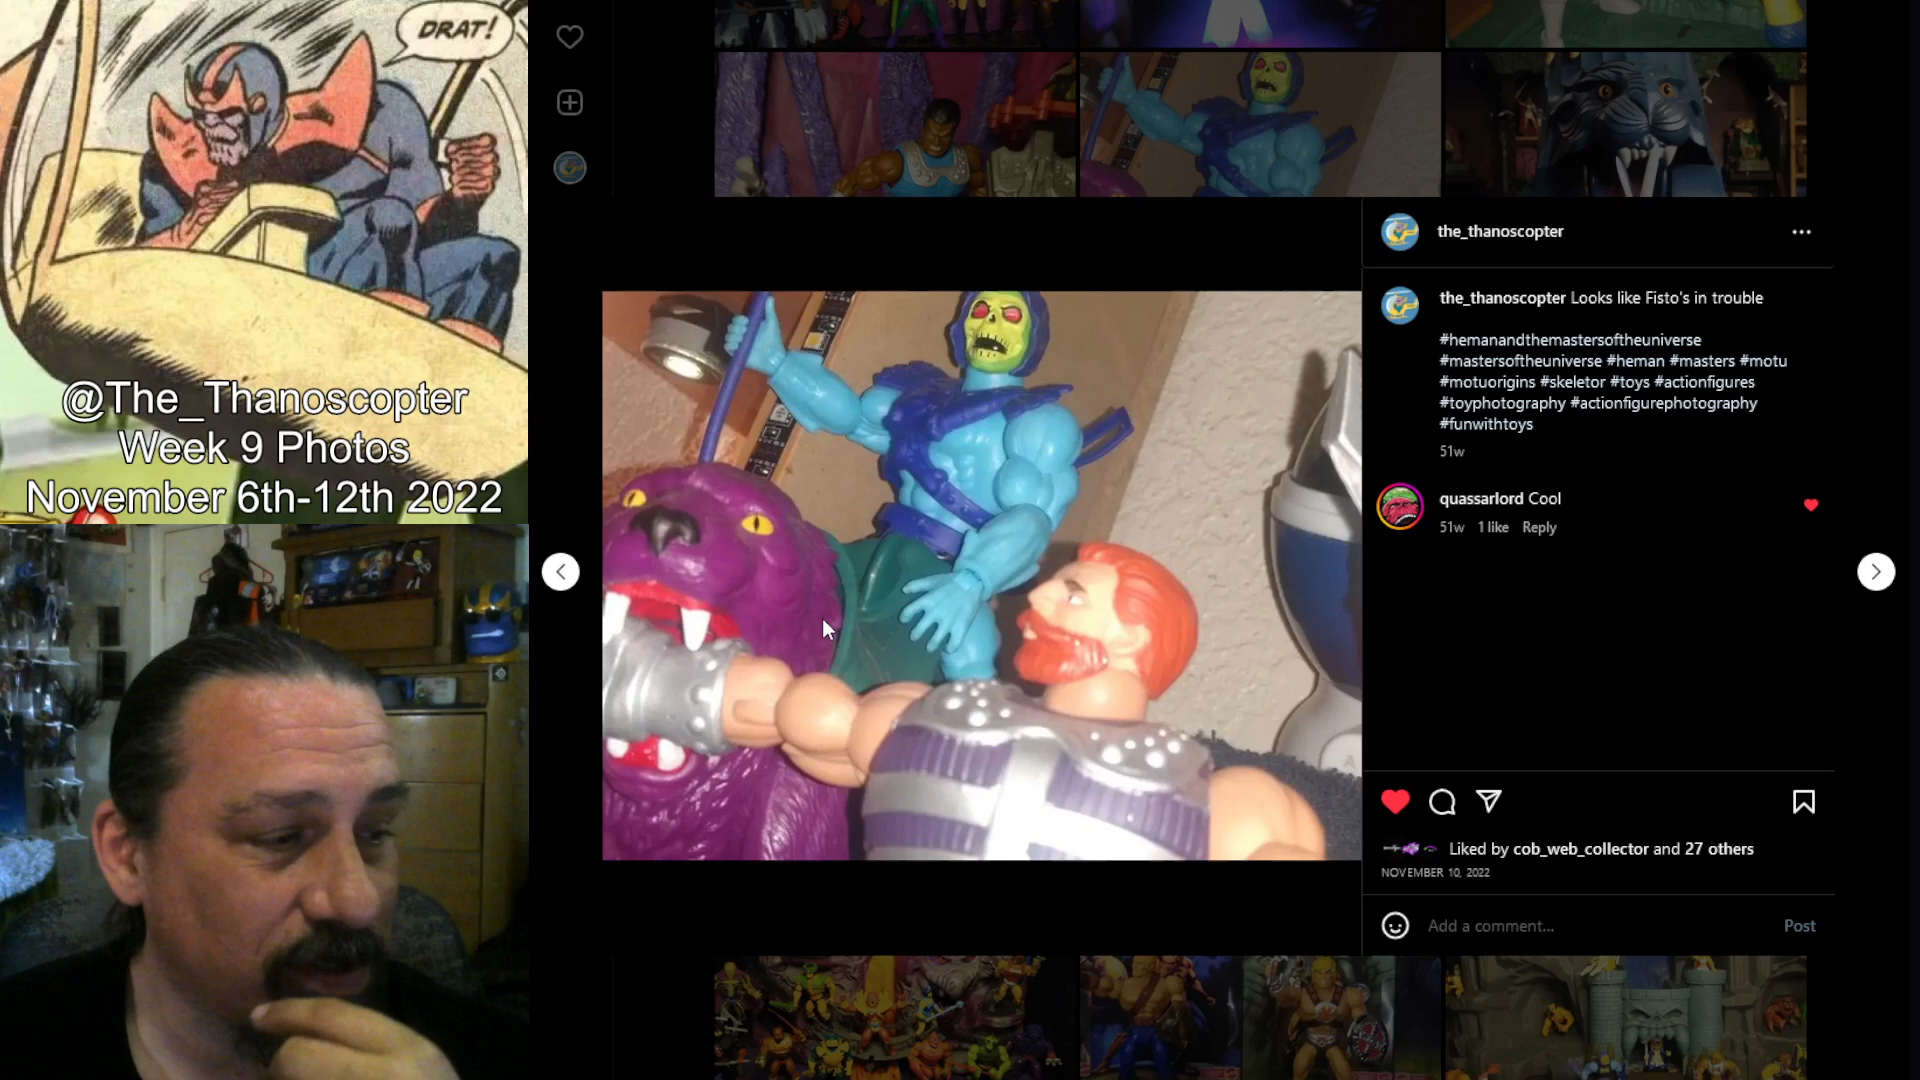 DRAT!
@The_Thanoscopter
Week 9 Photos
November 6th-12th 2022
the_thanoscopter
the_thanoscopter Looks like Fisto's in trouble
#hemanandthemastersoftheuniverse
#mastersoftheuniverse #heman #masters #motu
#motuorigins #skeletor #toys #actionfigures
#toyphotography #actionfigurephotography
#funwithtoys
51w
quassarlord Cool
51w 1 like Reply
Liked by cob_web_collector and 27 others
NOVEMBER 10, 2022
Add a comment... Post